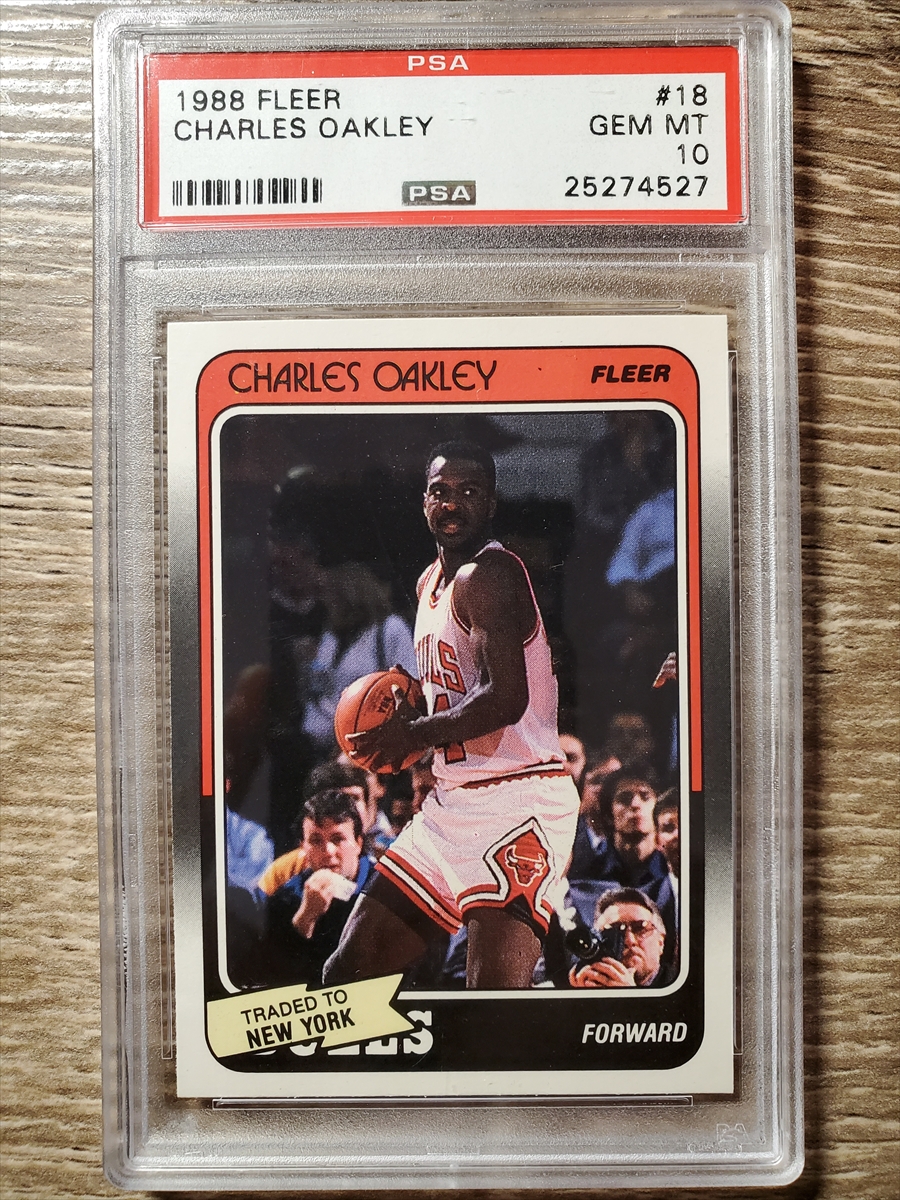 PSA
1988 FLEER #18
CHARLES OAKLEY GEM MT
10
PSA 25274527
CHARLES OAKLEY FLEER
TRADED TO
NEW YORK
FORWARD